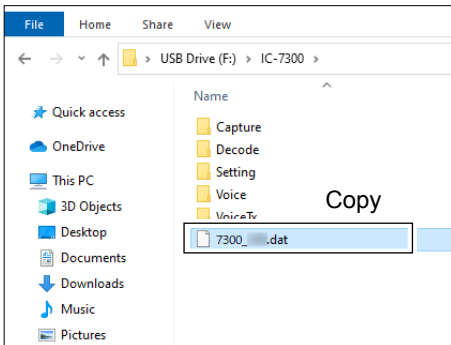 File Home Share View
USB Drive (F:) > IC-7300 >
Name
Quick access
Capture
OneDrive
Decode
Setting
This PC
Voice
3D Objects
VoiceTx
Copy
Desktop
7300_ .dat
Documents
Downloads
Music
Pictures